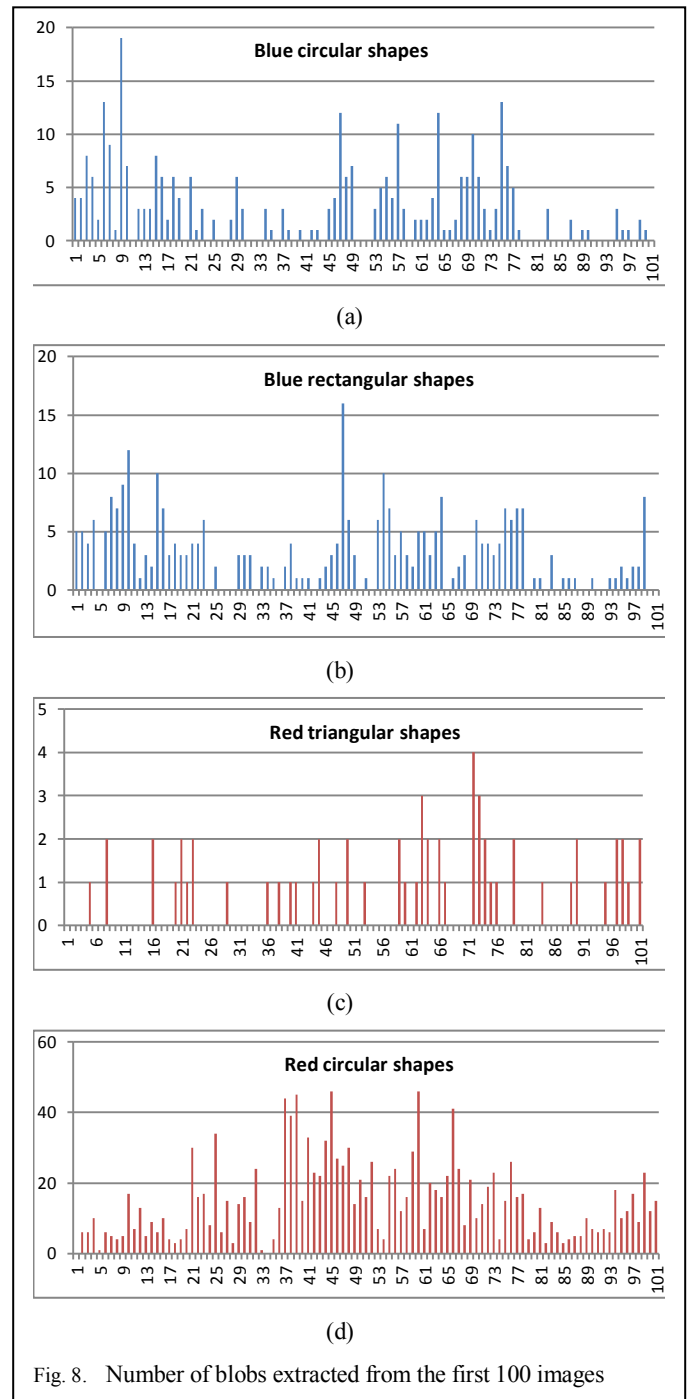 20
15
10
5
0
Blue circular shapes
1 5 9 13 17 21 25 29 33 37 41 45 49 53 57 61 65 69 73 77 81 85 89 93 97 101
(a)
20
15
10
5
0
Blue rectangular shapes
1 5 9 13 17 21 25 29 33 37 41 45 49 53 57 61 65 69 73 77 81 85 89 93 97 101
(b)
5
4
3
2
1
0
Red triangular shapes
1 6 11 16 21 26 31 36 41 46 51 56 61 66 71 76 81 86 91 96 101
(c)
60
40
20
0
Red circular shapes
1 5 9 13 17 21 25 29 33 37 41 45 49 53 57 61 65 69 73 77 81 85 89 93 97 101
(d)
Fig. 8. Number of blobs extracted from the first 100 images